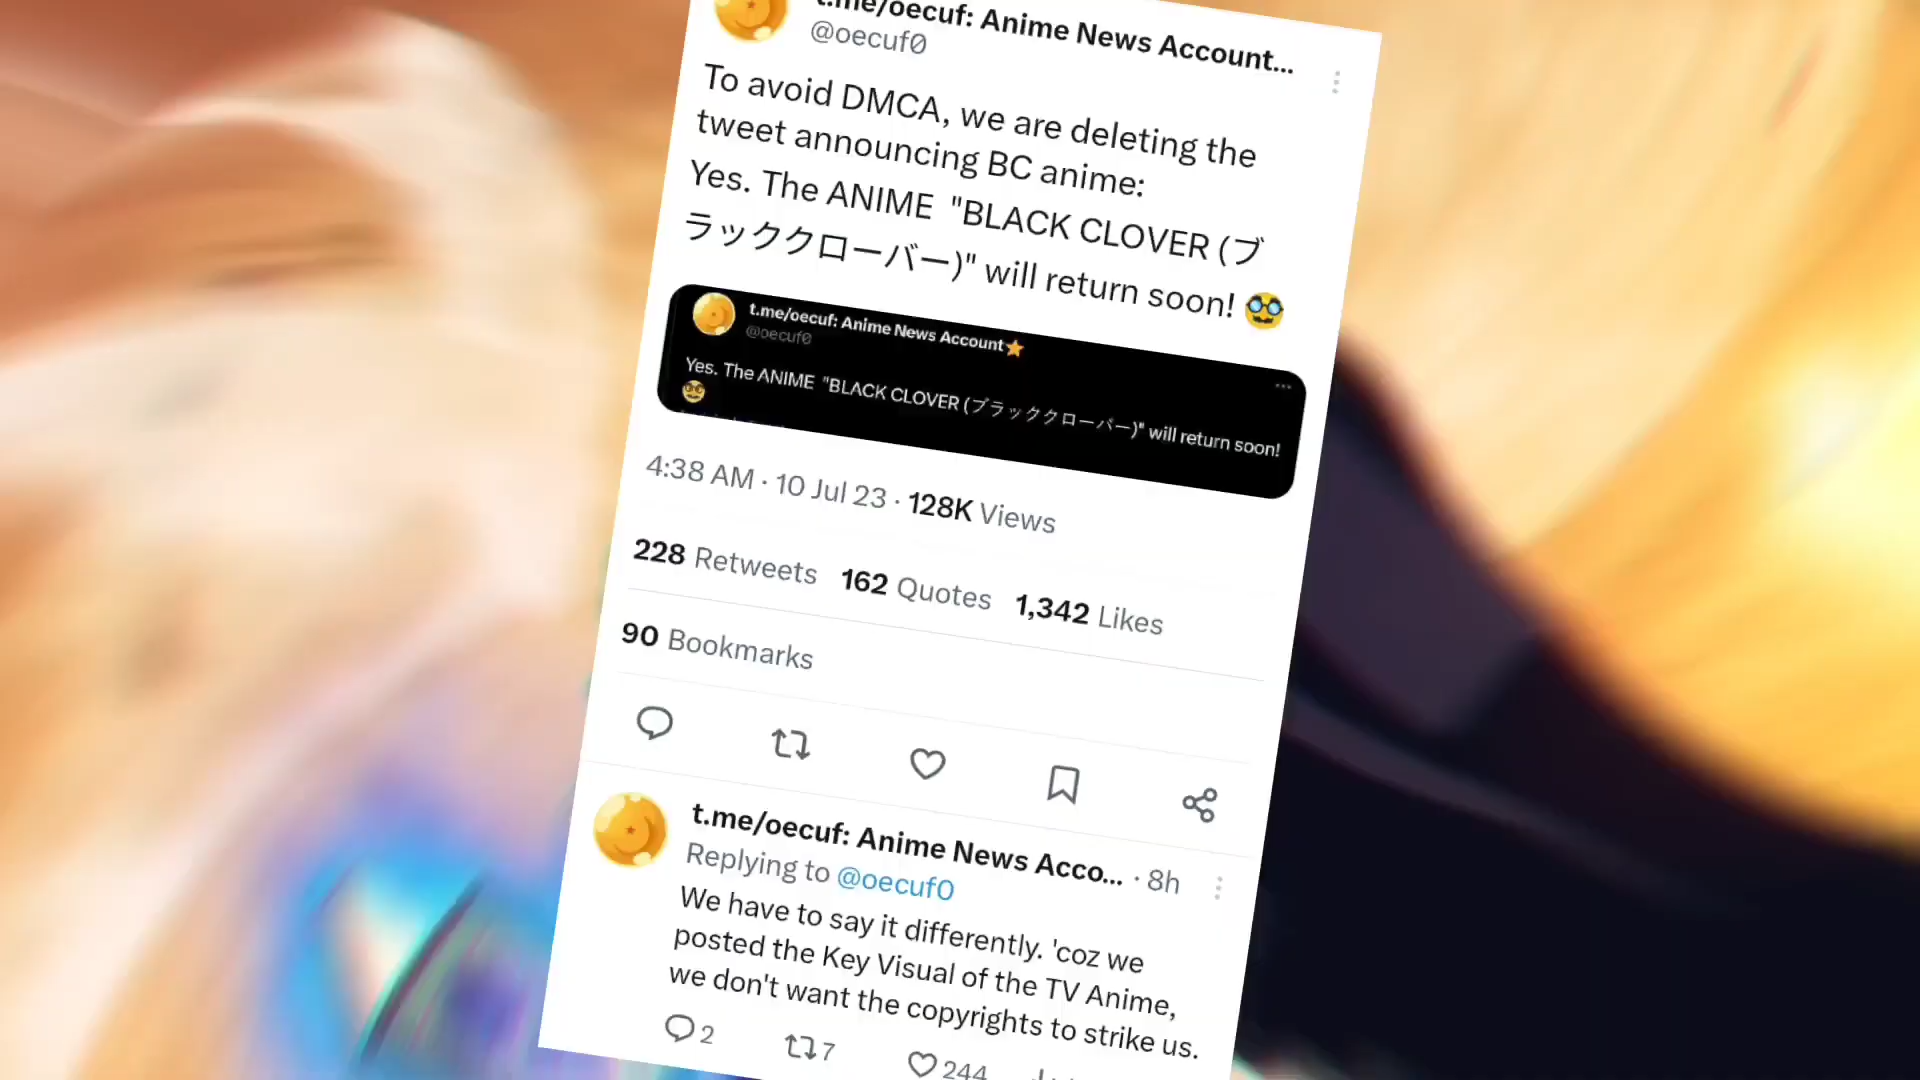 t.me/oecuf: Anime News Account...
@oecuf0
To avoid DMCA, we are deleting the
tweet announcing BC anime:
Yes. The ANIME "BLACK CLOVER (ブ
ラッククローバー)" will return soon! 🥸
t.me/oecuf: Anime News Account⭐
@oecuf0
Yes. The ANIME "BLACK CLOVER (ブラッククローバー)" will return soon!
🥸
4:38 AM · 10 Jul 23 · 128K Views
228 Retweets 162 Quotes 1,342 Likes
90 Bookmarks
t.me/oecuf: Anime News Acco... · 8h
Replying to @oecuf0
We have to say it differently. 'coz we
posted the Key Visual of the TV Anime,
we don't want the copyrights to strike us.
2 7 244